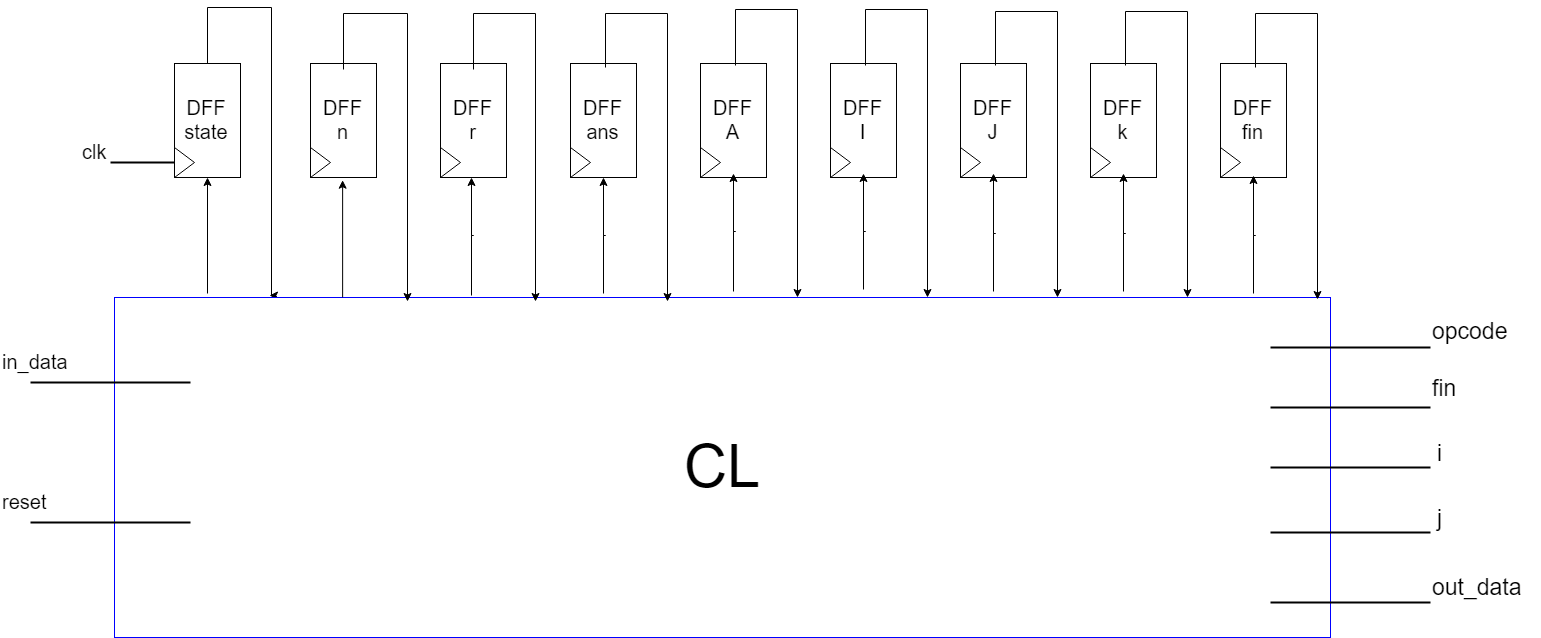 DFF
state
DFF
n
DFF
r
DFF
ans
DFF
A
DFF
I
DFF
J
DFF
k
DFF
fin
clk
in_data
reset
CL
opcode
fin
i
j
out_data